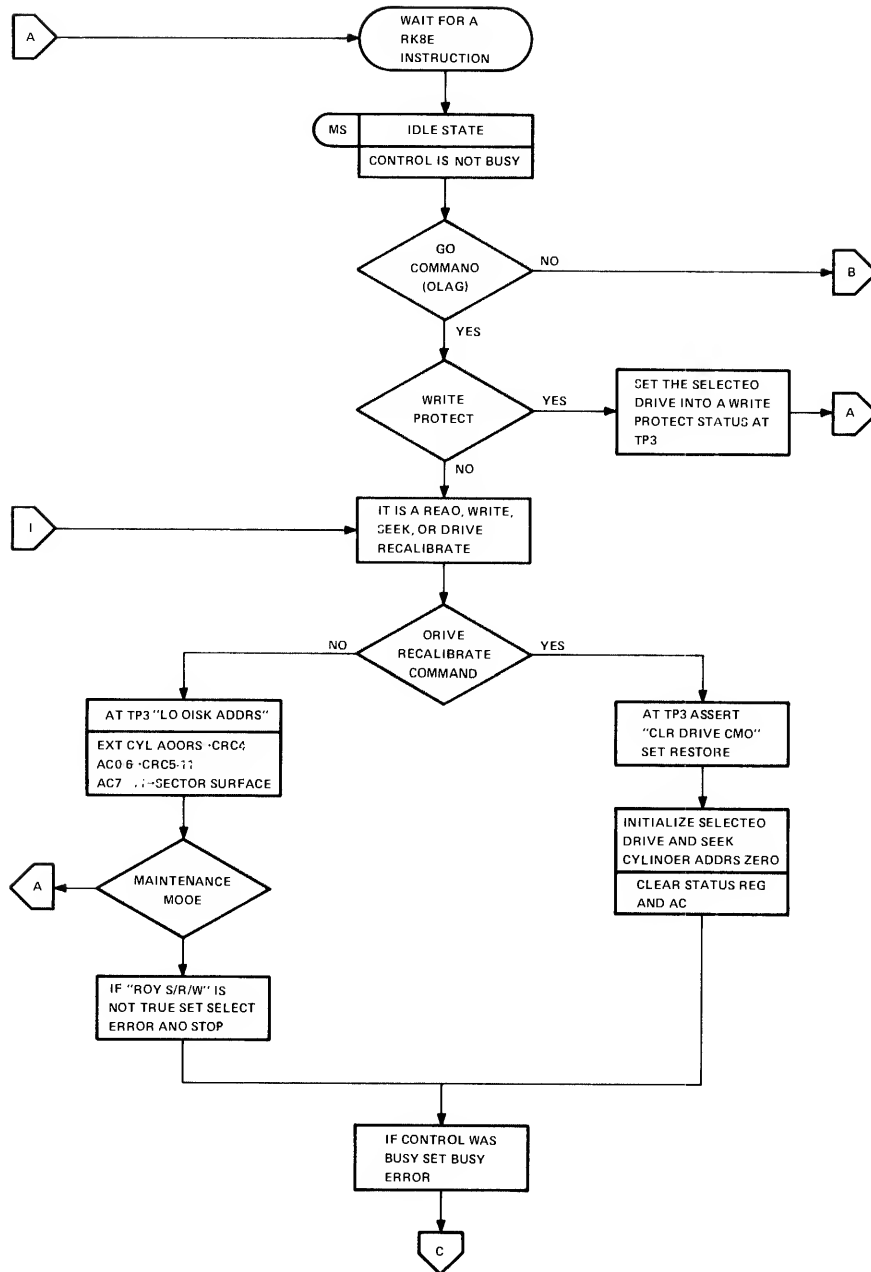 A
WAIT FOR A
RK8E
INSTRUCTION
MS
IDLE STATE
CONTROL IS NOT BUSY
GO
COMMANO
(OLAG)
NO
B
YES
WRITE
PROTECT
YES
SET THE SELECTEO
DRIVE INTO A WRITE
PROTECT STATUS AT
TP3
A
NO
I
IT IS A REAO, WRITE,
SEEK, OR DRIVE
RECALIBRATE
NO
ORIVE
RECALIBRATE
COMMAND
YES
AT TP3 "LO OISK ADDRS"
EXT CYL AOORS
CRC4
AC0
6
CRC5-11
AC7
→SECTOR SURFACE
AT TP3 ASSERT
"CLR DRIVE CMO"
SET RESTORE
INITIALIZE SELECTEO
DRIVE AND SEEK
CYLINOER ADDRS ZERO
CLEAR STATUS REG
AND AC
A
MAINTENANCE
MOOE
IF "ROY S/R/W" IS
NOT TRUE SET SELECT
ERROR ANO STOP
IF CONTROL WAS
BUSY SET BUSY
ERROR
C